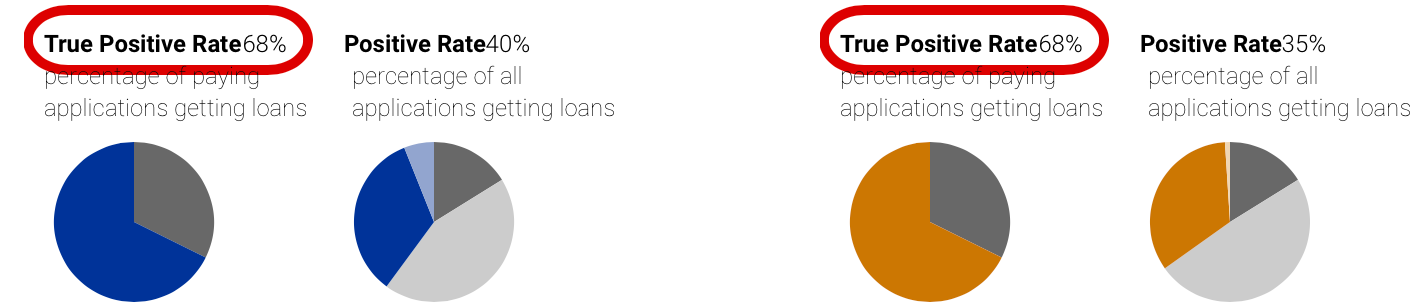 True Positive Rate68%
percentage of paying
applications getting loans
Positive Rate40%
percentage of all
applications getting loans
True Positive Rate68%
percentage of paying
applications getting loans
Positive Rate35%
percentage of all
applications getting loans